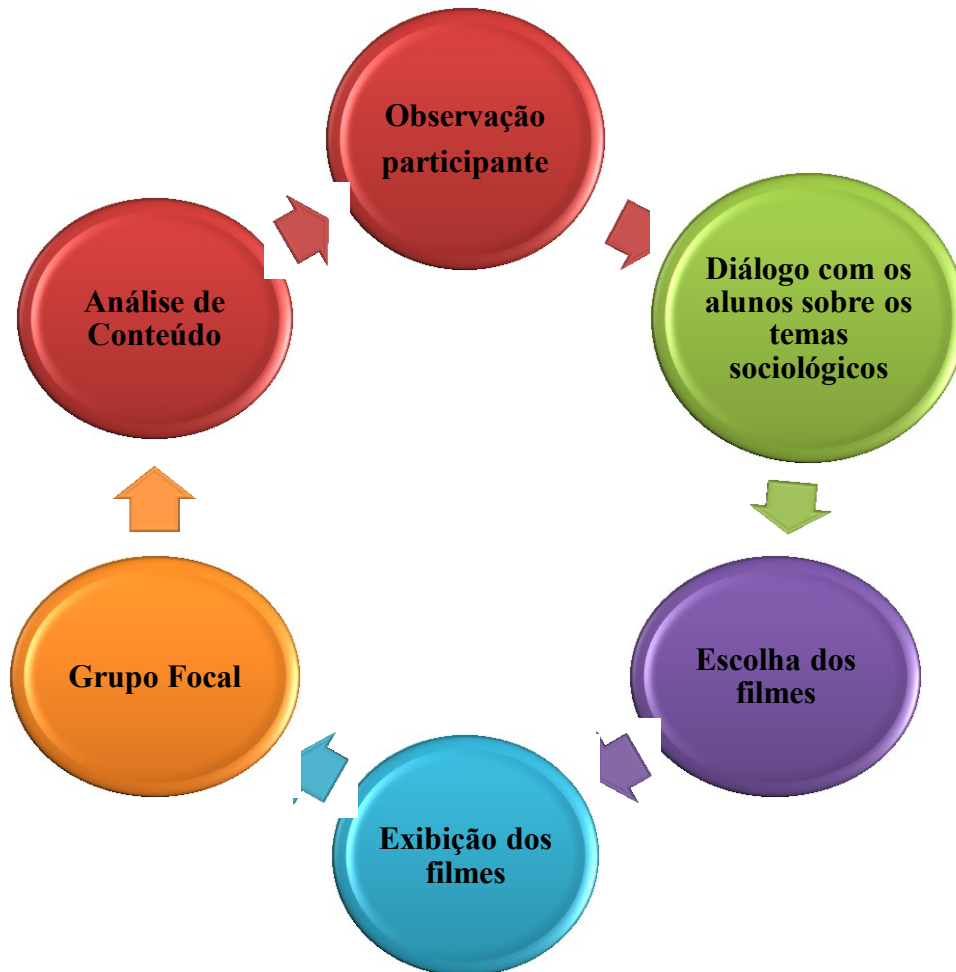 Observação
participante
Diálogo com os
alunos sobre os
temas
sociológicos
Escolha dos
filmes
Exibição dos
filmes
Grupo Focal
Análise de
Conteúdo